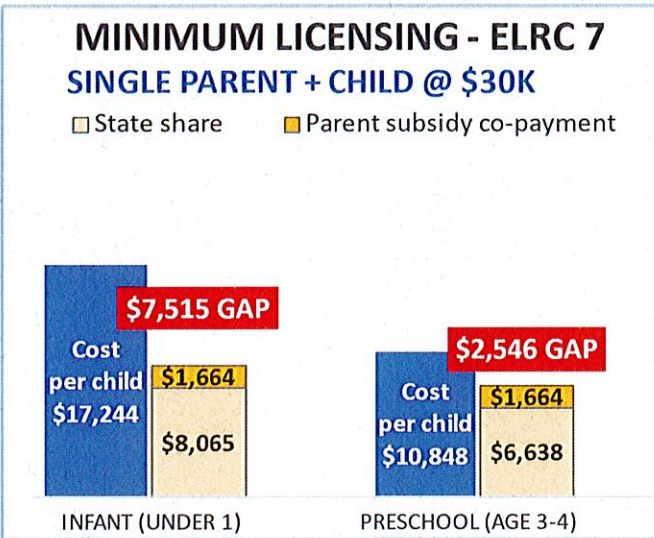 MINIMUM LICENSING - ELRC 7
SINGLE PARENT + CHILD @ $30K
State share
Parent subsidy co-payment
$7,515 GAP
Cost
per child
$17,244
$1,664
$8,065
$2,546 GAP
Cost
per child
$10,848
$1,664
$6,638
INFANT (UNDER 1)
PRESCHOOL (AGE 3-4)